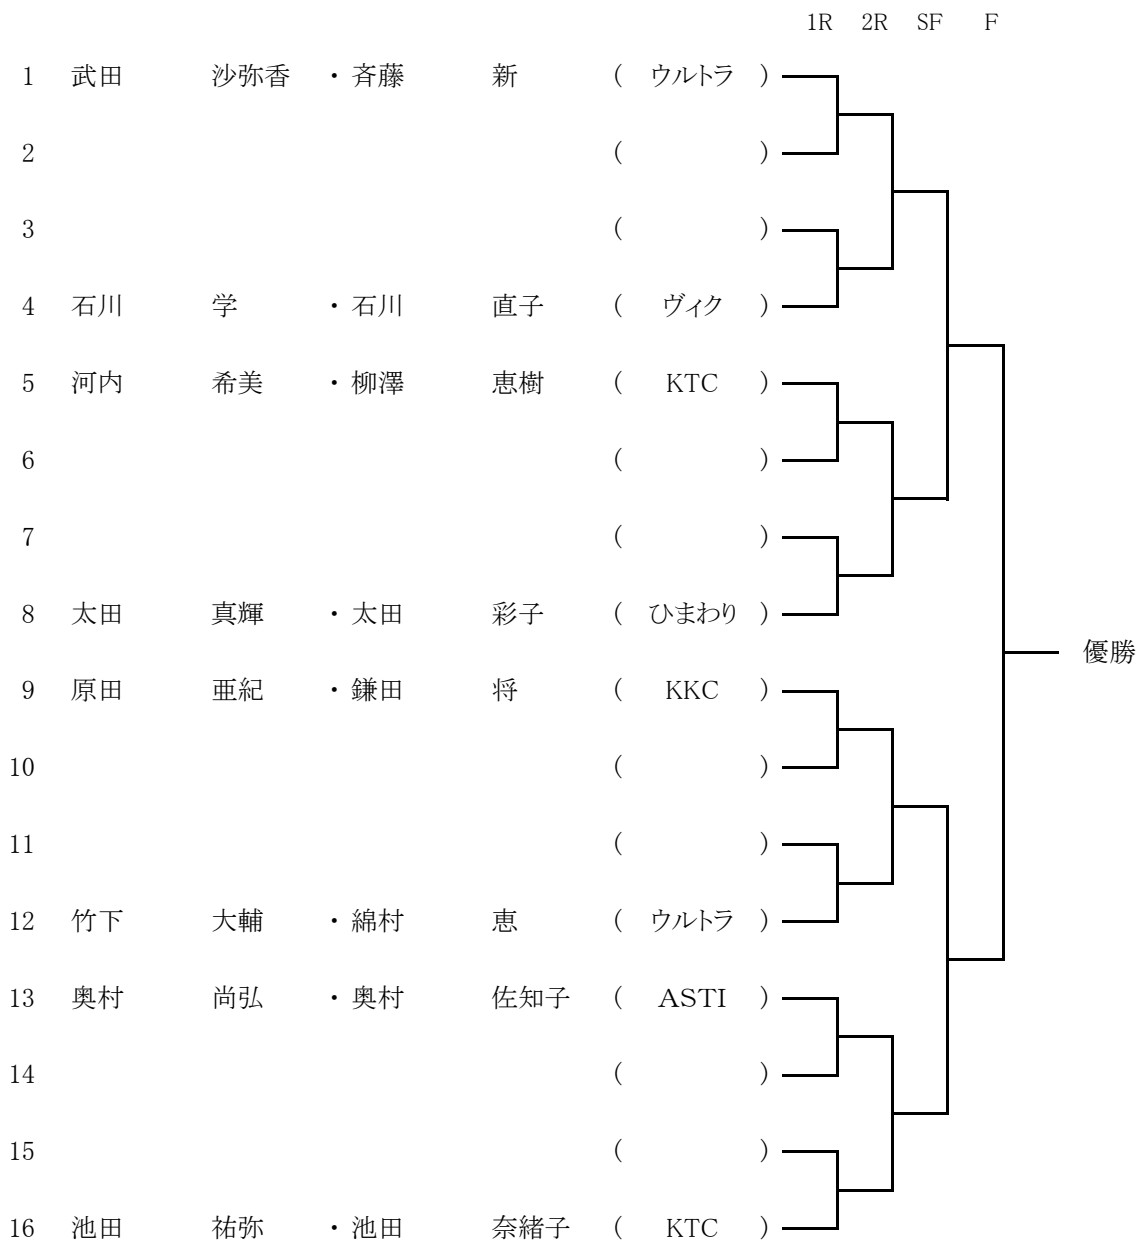 1R 2R SF F
1 武田 沙弥香 ・ 斉藤 新 ( ウルトラ )
2 ( )
3 ( )
4 石川 学 ・ 石川 直子 ( ヴィク )
5 河内 希美 ・ 柳澤 恵樹 ( KTC )
6 ( )
7 ( )
8 太田 真輝 ・ 太田 彩子 ( ひまわり )
優勝
9 原田 亜紀 ・ 鎌田 将 ( KKC )
10 ( )
11 ( )
12 竹下 大輔 ・ 綿村 恵 ( ウルトラ )
13 奥村 尚弘 ・ 奥村 佐知子 ( ASTI )
14 ( )
15 ( )
16 池田 祐弥 ・ 池田 奈緒子 ( KTC )